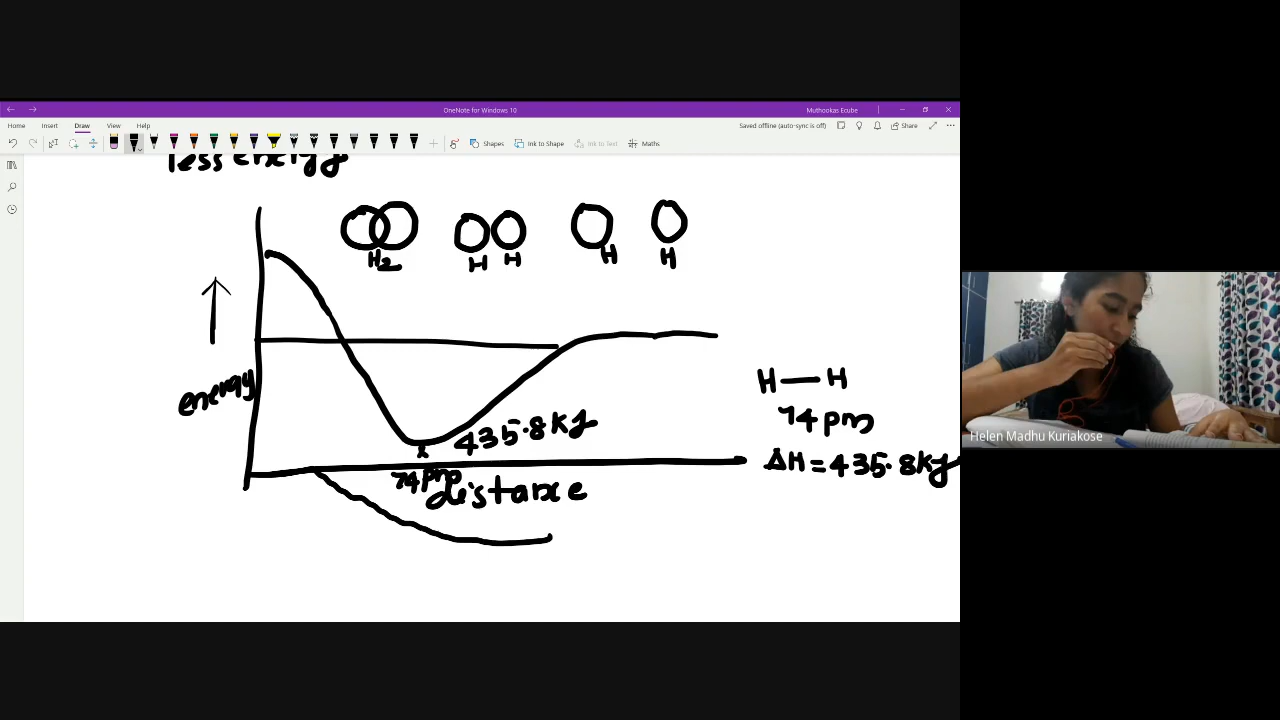 OneNote for Windows 10
Muthookas Ecube
Home Insert Draw View Help
Saved offline (auto-sync is off)
Share
Shapes
Ink to Shape
Ink to Text
Maths
less energy
H2
H H
H H
energy
H — H
74 pm
ΔH = 435.8 kJ
435.8 kJ
74 pm
distance
Helen Madhu Kuriakose